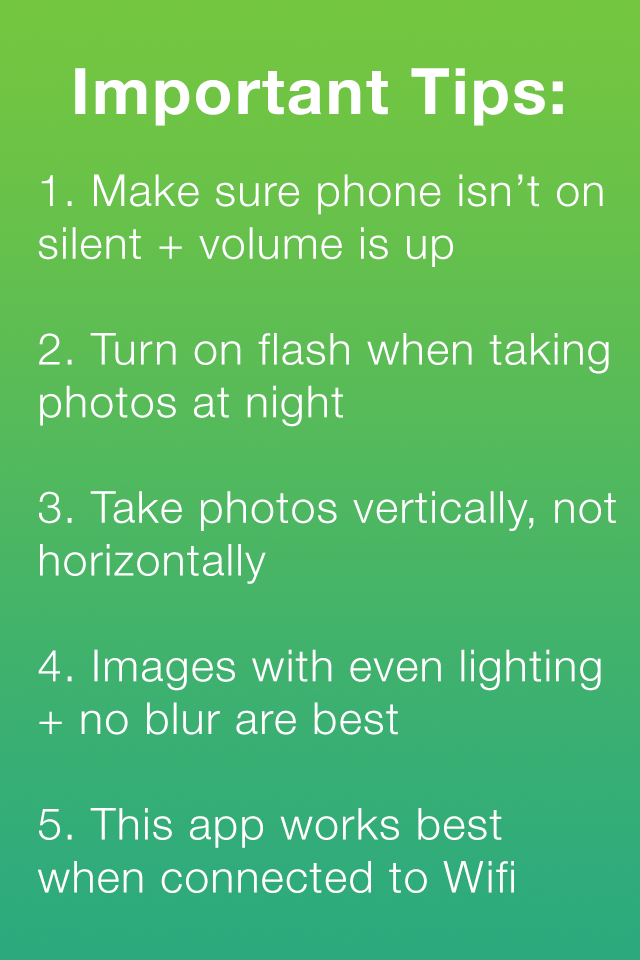 Important Tips:
1. Make sure phone isn’t on
silent + volume is up
2. Turn on flash when taking
photos at night
3. Take photos vertically, not
horizontally
4. Images with even lighting
+ no blur are best
5. This app works best
when connected to Wifi